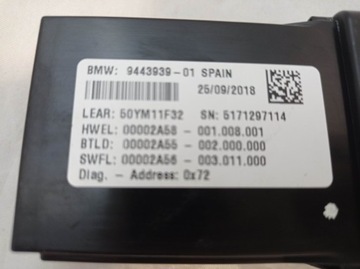 BMW: 9443939-01 SPAIN
25/09/2018
LEAR: 50YM11F32 SN: 5171297114
HWEL: 00002A58 - 001.008.001
BTLD: 00002A55 - 002.000.000
SWFL: 00002A56 - 003.011.000
Diag. - Address: 0x72